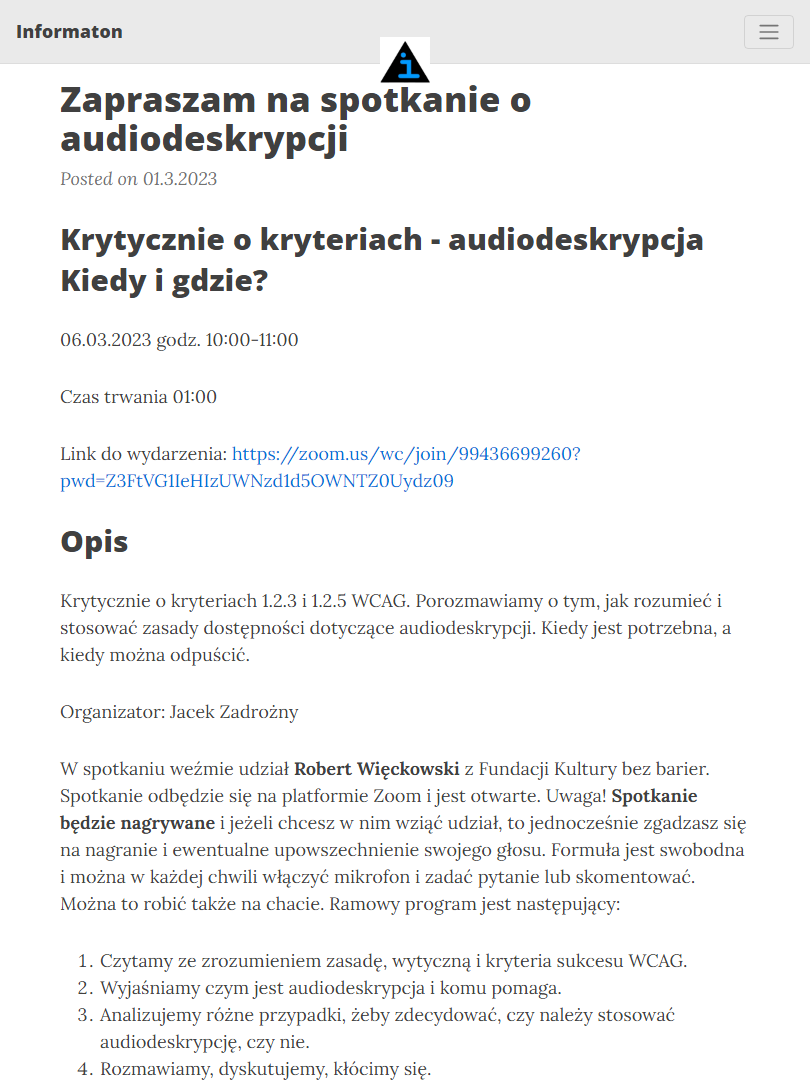 Informaton
i
Zapraszam na spotkanie o
audiodeskrypcji
Posted on 01.3.2023
Krytycznie o kryteriach - audiodeskrypcja
Kiedy i gdzie?
06.03.2023 godz. 10:00-11:00
Czas trwania 01:00
Link do wydarzenia: https://zoom.us/wc/join/99436699260?
pwd=Z3FtVG1IeHIzUWNzd1d5OWNTZ0Uydz09
Opis
Krytycznie o kryteriach 1.2.3 i 1.2.5 WCAG. Porozmawiamy o tym, jak rozumieć i
stosować zasady dostępności dotyczące audiodeskrypcji. Kiedy jest potrzebna, a
kiedy można odpuścić.
Organizator: Jacek Zadrożny
W spotkaniu weźmie udział Robert Więckowski z Fundacji Kultury bez barier.
Spotkanie odbędzie się na platformie Zoom i jest otwarte. Uwaga! Spotkanie
będzie nagrywane i jeżeli chcesz w nim wziąć udział, to jednocześnie zgadzasz się
na nagranie i ewentualne upowszechnienie swojego głosu. Formuła jest swobodna
i można w każdej chwili włączyć mikrofon i zadać pytanie lub skomentować.
Można to robić także na chacie. Ramowy program jest następujący:
1. Czytamy ze zrozumieniem zasadę, wytyczną i kryteria sukcesu WCAG.
2. Wyjaśniamy czym jest audiodeskrypcja i komu pomaga.
3. Analizujemy różne przypadki, żeby zdecydować, czy należy stosować
audiodeskrypcję, czy nie.
4. Rozmawiamy, dyskutujemy, kłócimy się.